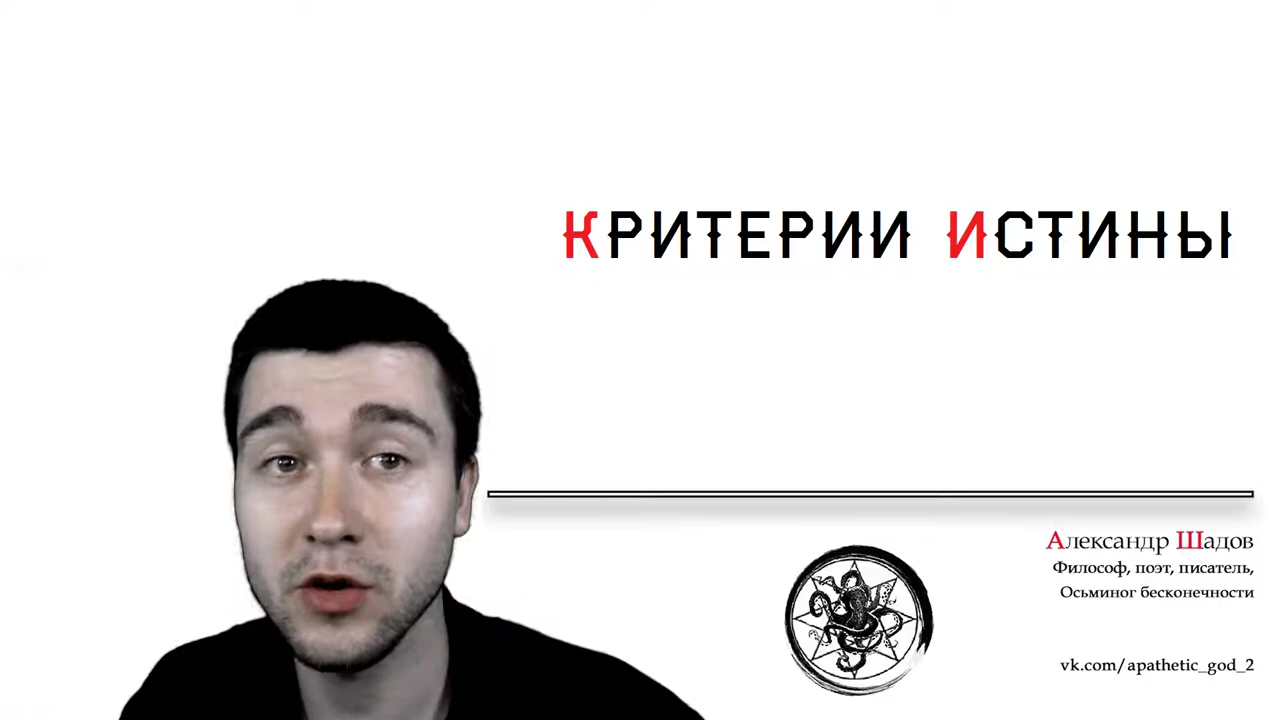 Критерии Истины
Александр Шадов
Философ, поэт, писатель,
Осьминог бесконечности
vk.com/apathetic_god_2